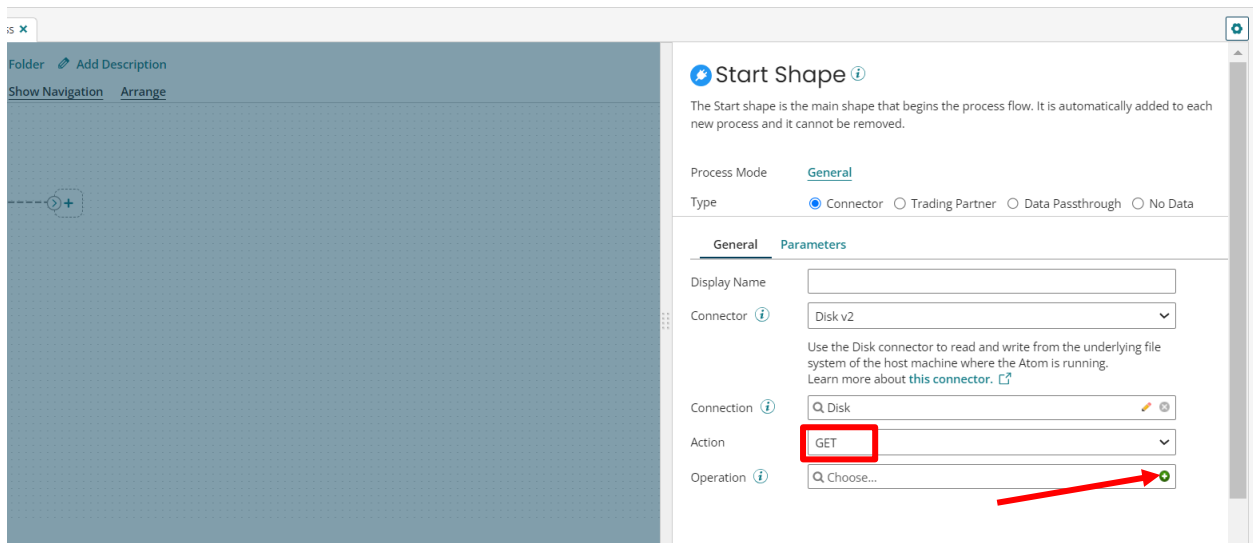 ss
Folder Add Description
Show Navigation Arrange
Start Shape
The Start shape is the main shape that begins the process flow. It is automatically added to each
new process and it cannot be removed.
Process Mode General
Type Connector Trading Partner Data Passthrough No Data
General Parameters
Display Name
Connector Disk v2
Use the Disk connector to read and write from the underlying file
system of the host machine where the Atom is running.
Learn more about this connector.
Connection Disk
Action GET
Operation Choose...